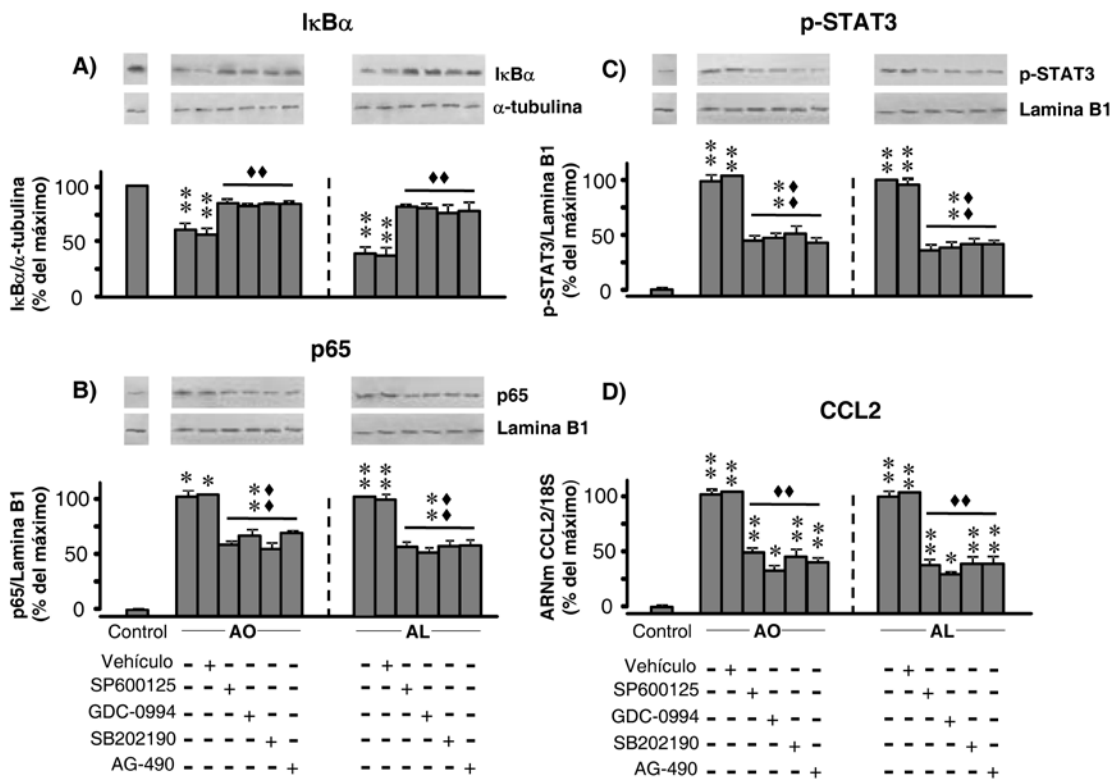 IκBα
A)
IκBα
α-tubulina
IκBα/α-tubulina
(% del máximo)
100
50
0
** ** ♦♦
** ** ♦♦
p65
B)
p65
Lamina B1
p65/Lamina B1
(% del máximo)
100
50
0
* * ** ♦♦
** ** ** ♦♦
Control
AO
AL
Vehículo - + - - - - - + - - - -
SP600125 - - + - - - - - + - - -
GDC-0994 - - - + - - - - - + - -
SB202190 - - - - + - - - - - + -
AG-490 - - - - - + - - - - - +
p-STAT3
C)
p-STAT3
Lamina B1
p-STAT3/Lamina B1
(% del máximo)
100
50
0
** ** ** ♦♦
** ** ** ♦♦
D)
CCL2
ARNm CCL2/18S
(% del máximo)
100
50
0
** ** ♦♦ ** * ** **
** ** ♦♦ ** * ** **
Control
AO
AL
Vehículo - + - - - - - + - - - -
SP600125 - - + - - - - - + - - -
GDC-0994 - - - + - - - - - + - -
SB202190 - - - - + - - - - - + -
AG-490 - - - - - + - - - - - +